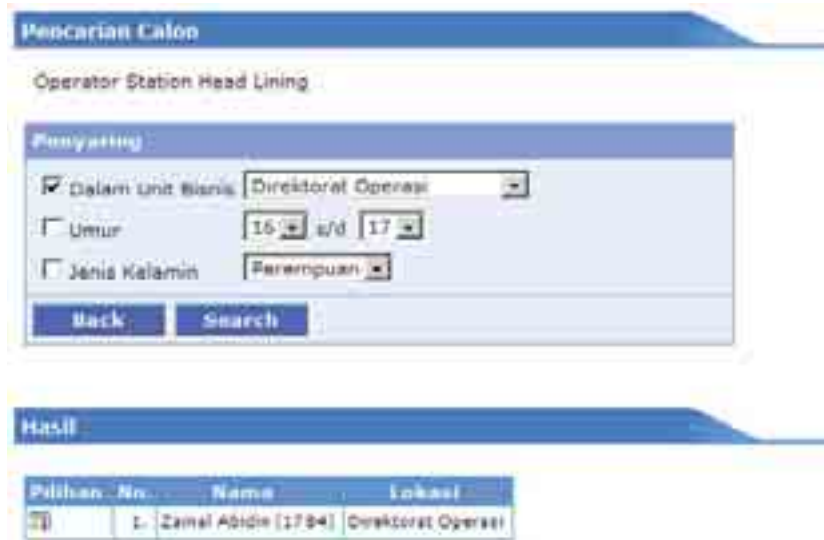 Pencarian Calon
Operator Station Head Lining
Penyaring
Dalam Unit Bisnis Direktorat Operasi
Umur 16 s/d 17
Jenis Kelamin Perempuan
Back Search
Hasil
Pilihan No. Nama Lokasi
1. Zainal Abidin [1784] Direktorat Operasi